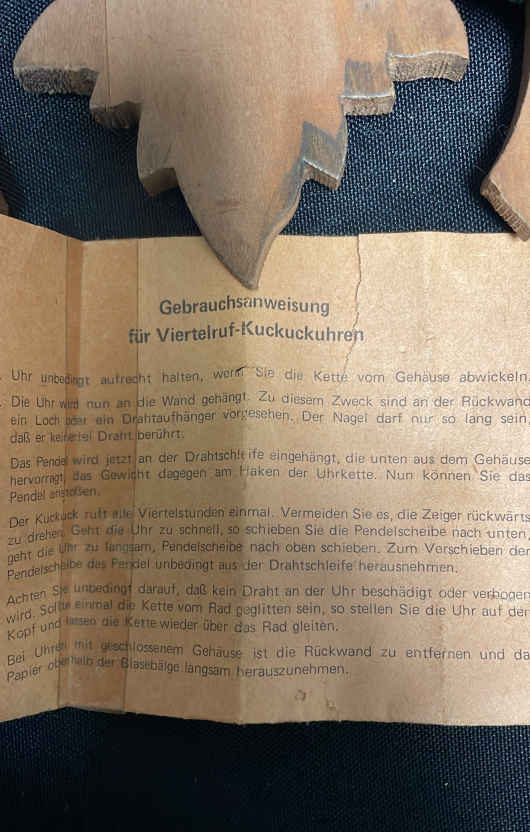 Gebrauchsanweisung
für Viertelruf-Kuckuckuhren
Uhr unbedingt aufrecht halten, wenn Sie die Kette vom Gehäuse abwickeln.
Die Uhr wird nun an die Wand gehängt. Zu diesem Zweck sind an der Rückwand
ein Loch oder ein Drahtaufhänger vorgesehen. Der Nagel darf nur so lang sein,
daß er keinerlei Draht berührt.
Das Pendel wird jetzt an der Drahtschleife eingehängt, die unten aus dem Gehäuse
hervorragt, das Gewicht dagegen am Haken der Uhrkette. Nun können Sie das
Pendel anstoßen.
Der Kuckuck ruft alle Viertelstunden einmal. Vermeiden Sie es, die Zeiger rückwärts
zu drehen. Geht die Uhr zu schnell, so schieben Sie die Pendelscheibe nach unten,
geht die Uhr zu langsam, Pendelscheibe nach oben schieben. Zum Verschieben der
Pendelscheibe das Pendel unbedingt aus der Drahtschleife herausnehmen.
Achten Sie unbedingt darauf, daß kein Draht an der Uhr beschädigt oder verbogen
wird. Sollte einmal die Kette vom Rad geglitten sein, so stellen Sie die Uhr auf der
Kopf und lassen die Kette wieder über das Rad gleiten.
Bei Uhren mit geschlossenem Gehäuse ist die Rückwand zu entfernen und da
Papier oberhalb der Blasebälge langsam herauszunehmen.